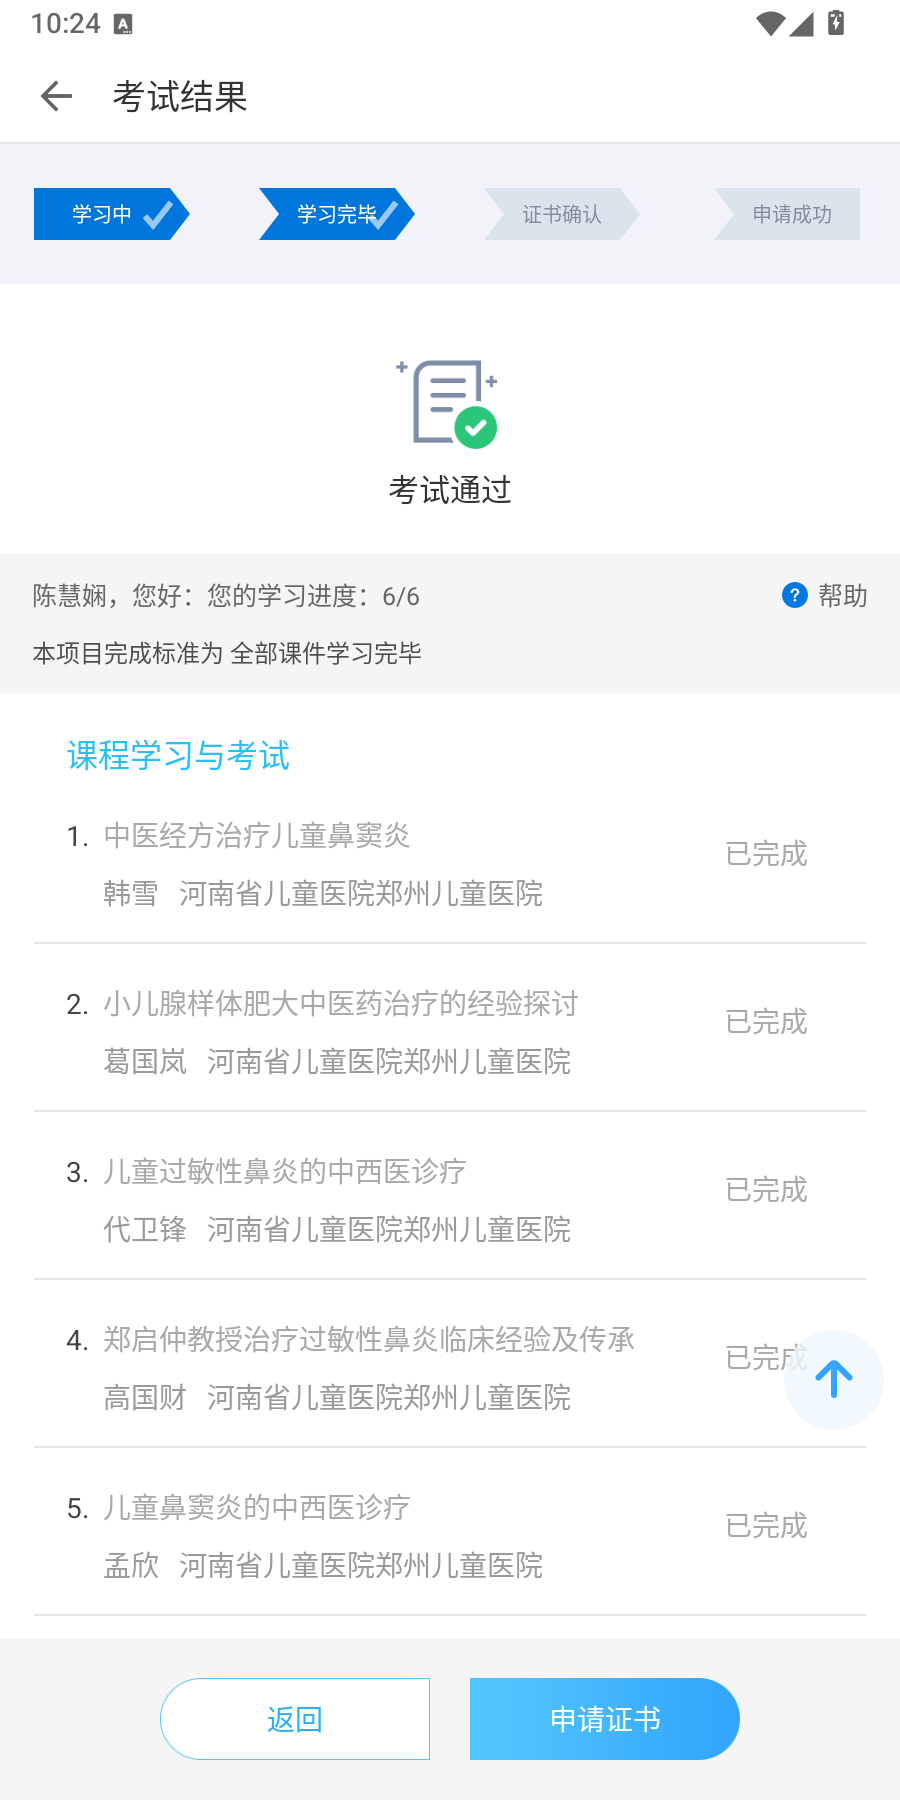 10:24
考试结果
学习中
学习完毕
证书确认
申请成功
考试通过
陈慧娴，您好：您的学习进度：6/6
帮助
本项目完成标准为 全部课件学习完毕
课程学习与考试
1. 中医经方治疗儿童鼻窦炎
韩雪 河南省儿童医院郑州儿童医院
已完成
2. 小儿腺样体肥大中医药治疗的经验探讨
葛国岚 河南省儿童医院郑州儿童医院
已完成
3. 儿童过敏性鼻炎的中西医诊疗
代卫锋 河南省儿童医院郑州儿童医院
已完成
4. 郑启仲教授治疗过敏性鼻炎临床经验及传承
高国财 河南省儿童医院郑州儿童医院
已完成
5. 儿童鼻窦炎的中西医诊疗
孟欣 河南省儿童医院郑州儿童医院
已完成
返回
申请证书